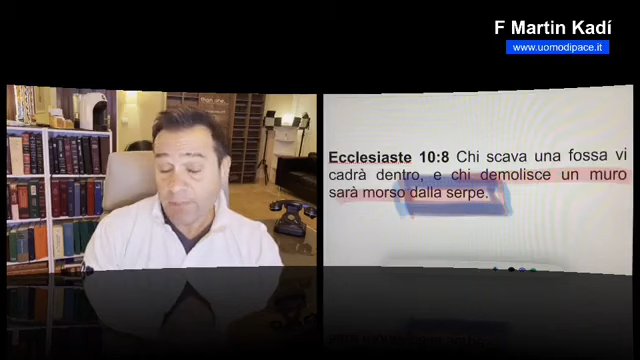 F Martin Kadí
www.uomodipace.it
Ecclesiaste 10:8 Chi scava una fossa vi
cadrà dentro, e chi demolisce un muro
sarà morso dalla serpe.